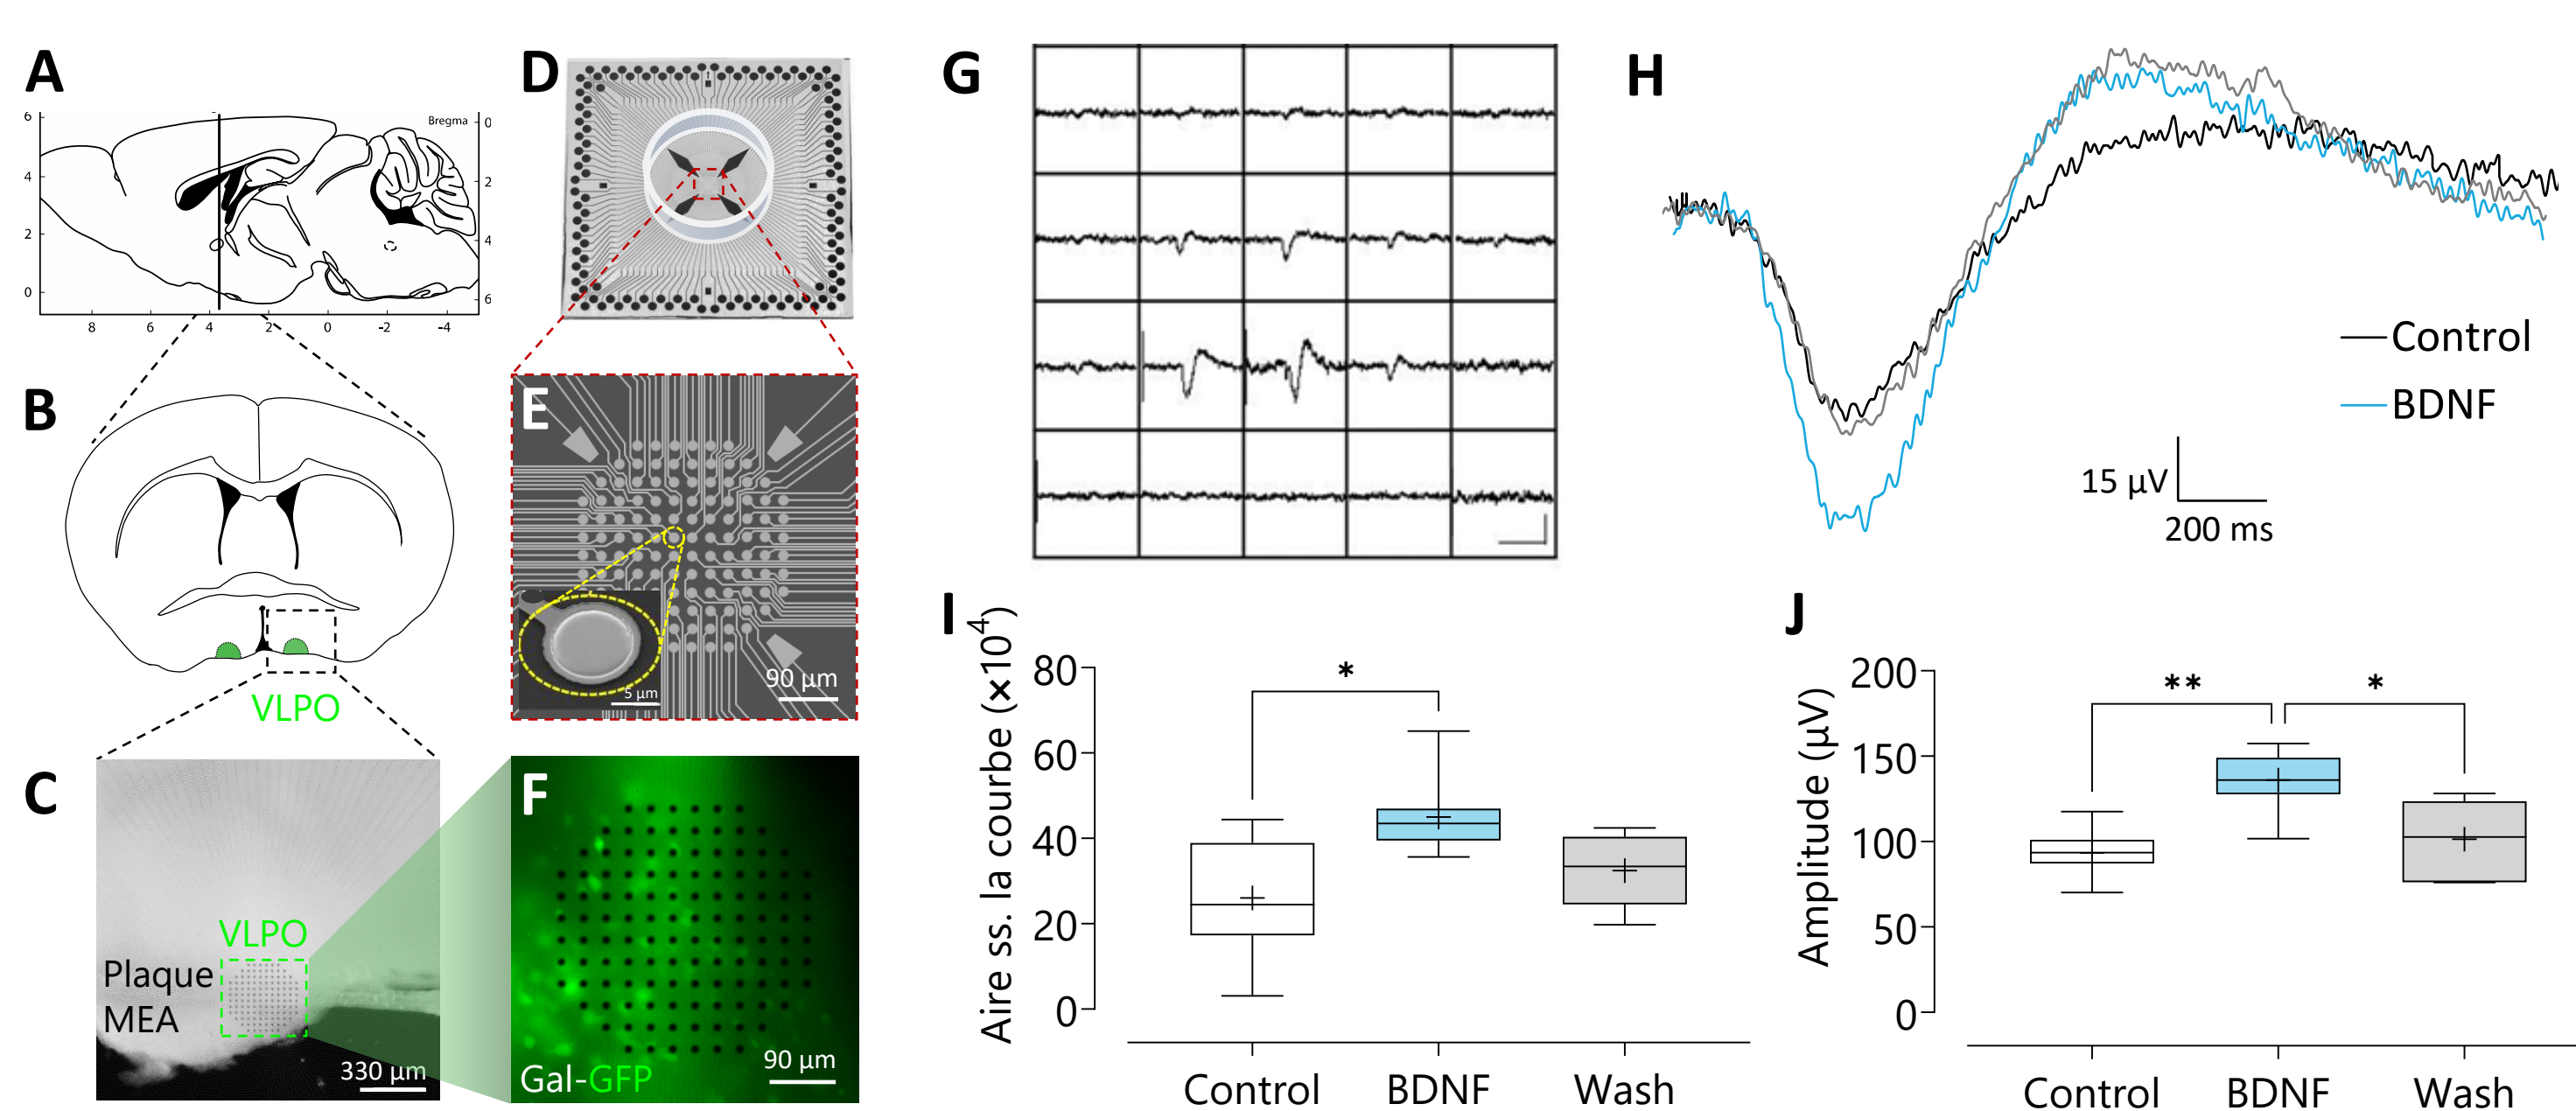 A
6
4
2
0
Bregma
0
2
4
6
8 6 4 2 0 -2 -4
B
VLPO
C
VLPO
Plaque
MEA
330 µm
D
E
5 µm
90 µm
F
Gal-GFP
90 µm
G
H
Control
BDNF
15 µV
200 ms
I
Aire ss. la courbe (×10⁴)
80
60
40
20
0
*
Control BDNF Wash
J
Amplitude (µV)
200
150
100
50
0
** *
Control BDNF Wash